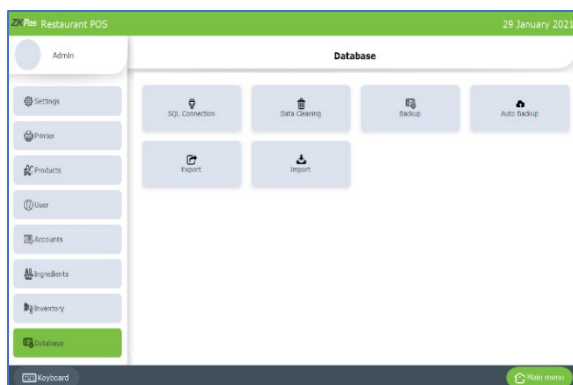 ZKPos Restaurant POS
29 January 2021
Admin
Database
Settings
Printer
Products
User
Accounts
Ingredients
Inventory
Database
SQL Connection
Data Cleaning
Backup
Auto Backup
Export
Import
Keyboard
Main menu